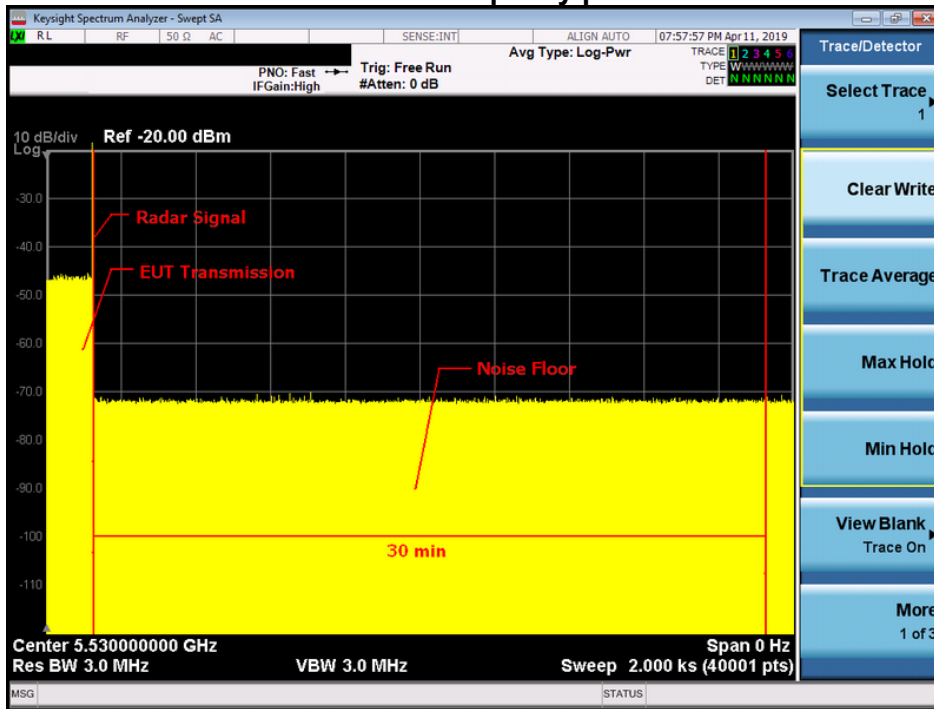 Keysight Spectrum Analyzer - Swept SA
LXI RL RF 50 Ω AC SENSE:INT ALIGN AUTO 07:57:57 PM Apr 11, 2019
Trace/Detector
PNO: Fast
IFGain:High
Trig: Free Run
#Atten: 0 dB
Avg Type: Log-Pwr
TRACE 1 2 3 4 5 6
TYPE WWWWWW
DET N N N N N N
Select Trace
1
10 dB/div Ref -20.00 dBm
Log
Clear Write
-30.0
Radar Signal
-40.0
EUT Transmission
Trace Average
-50.0
-60.0
Noise Floor
Max Hold
-70.0
-80.0
Min Hold
-90.0
-100
30 min
View Blank
Trace On
-110
More
1 of 3
Center 5.530000000 GHz Span 0 Hz
Res BW 3.0 MHz VBW 3.0 MHz Sweep 2.000 ks (40001 pts)
MSG STATUS